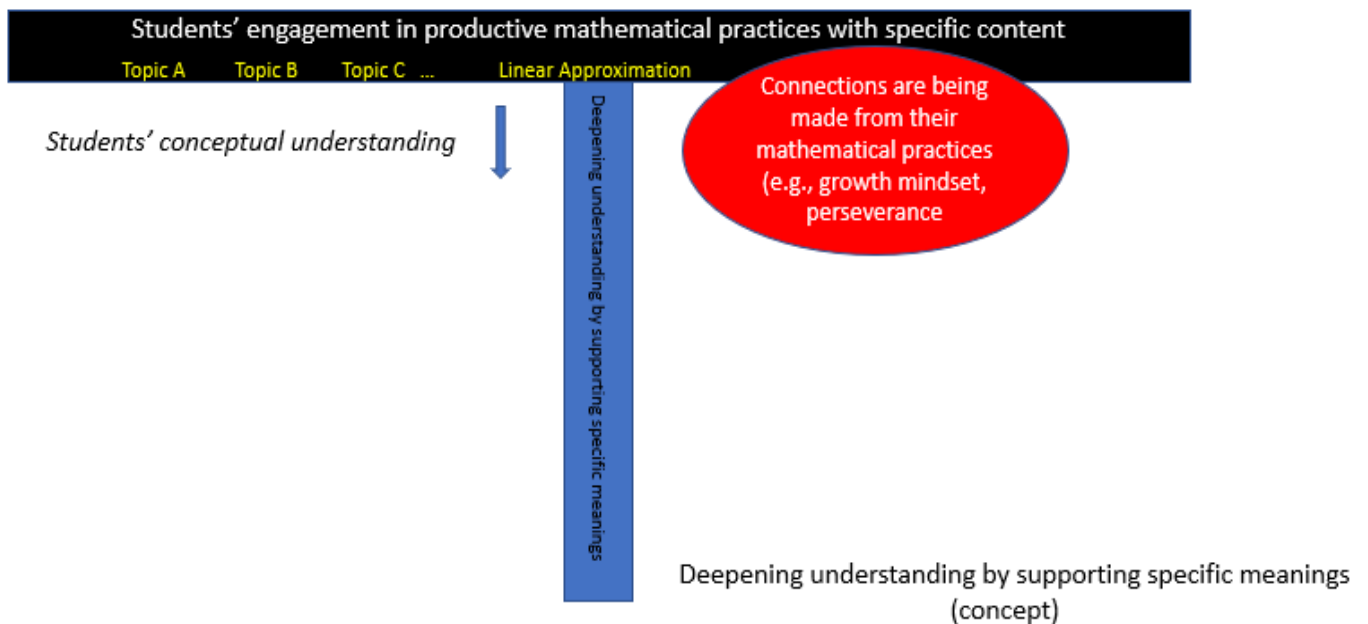 Students' engagement in productive mathematical practices with specific content
Topic A Topic B Topic C ... Linear Approximation
Students' conceptual understanding
Deepening understanding by supporting specific meanings
Connections are being
made from their
mathematical practices
(e.g., growth mindset,
perseverance
Deepening understanding by supporting specific meanings
(concept)